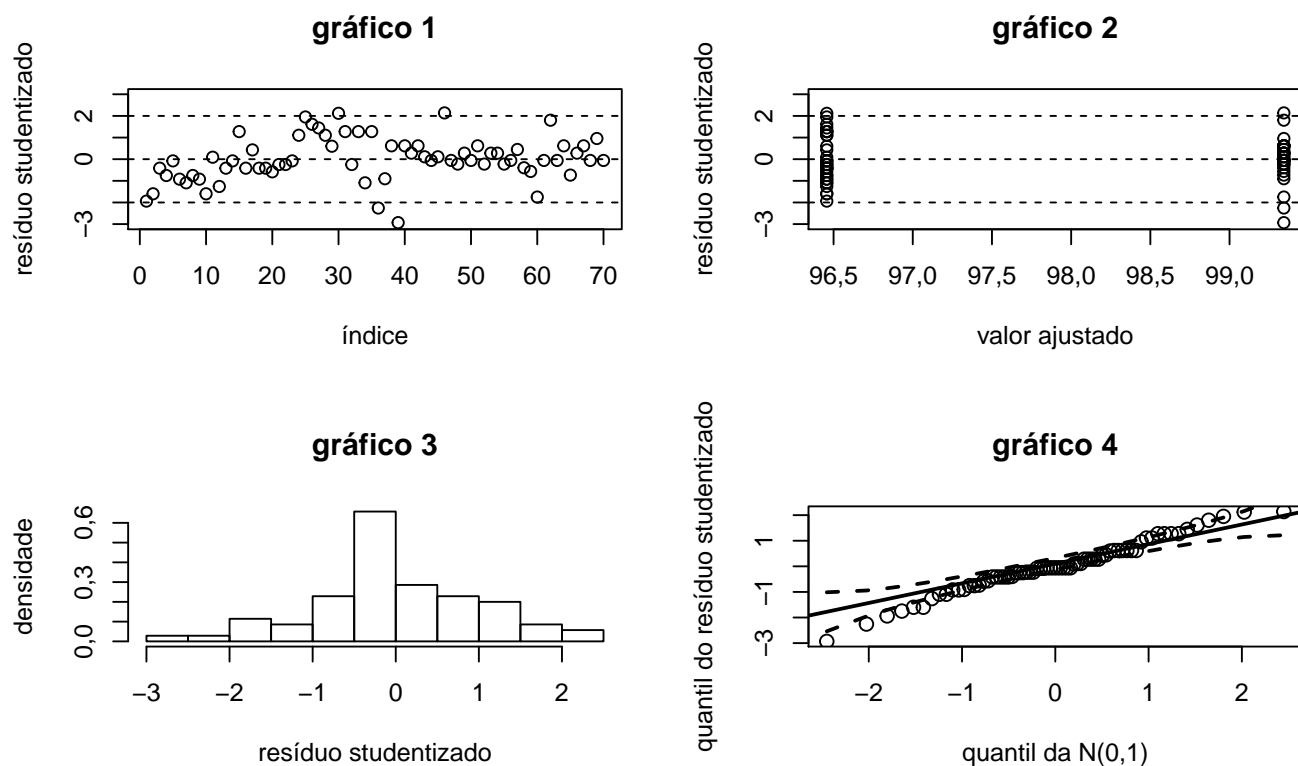 gráfico 1
resíduo studentizado
2
0
−3
0 10 20 30 40 50 60 70
índice
gráfico 2
resíduo studentizado
2
0
−3
96,5 97,0 97,5 98,0 98,5 99,0
valor ajustado
gráfico 3
densidade
0,6
0,3
0,0
−3 −2 −1 0 1 2
resíduo studentizado
gráfico 4
quantil do resíduo studentizado
1
−1
−3
−2 −1 0 1 2
quantil da N(0,1)